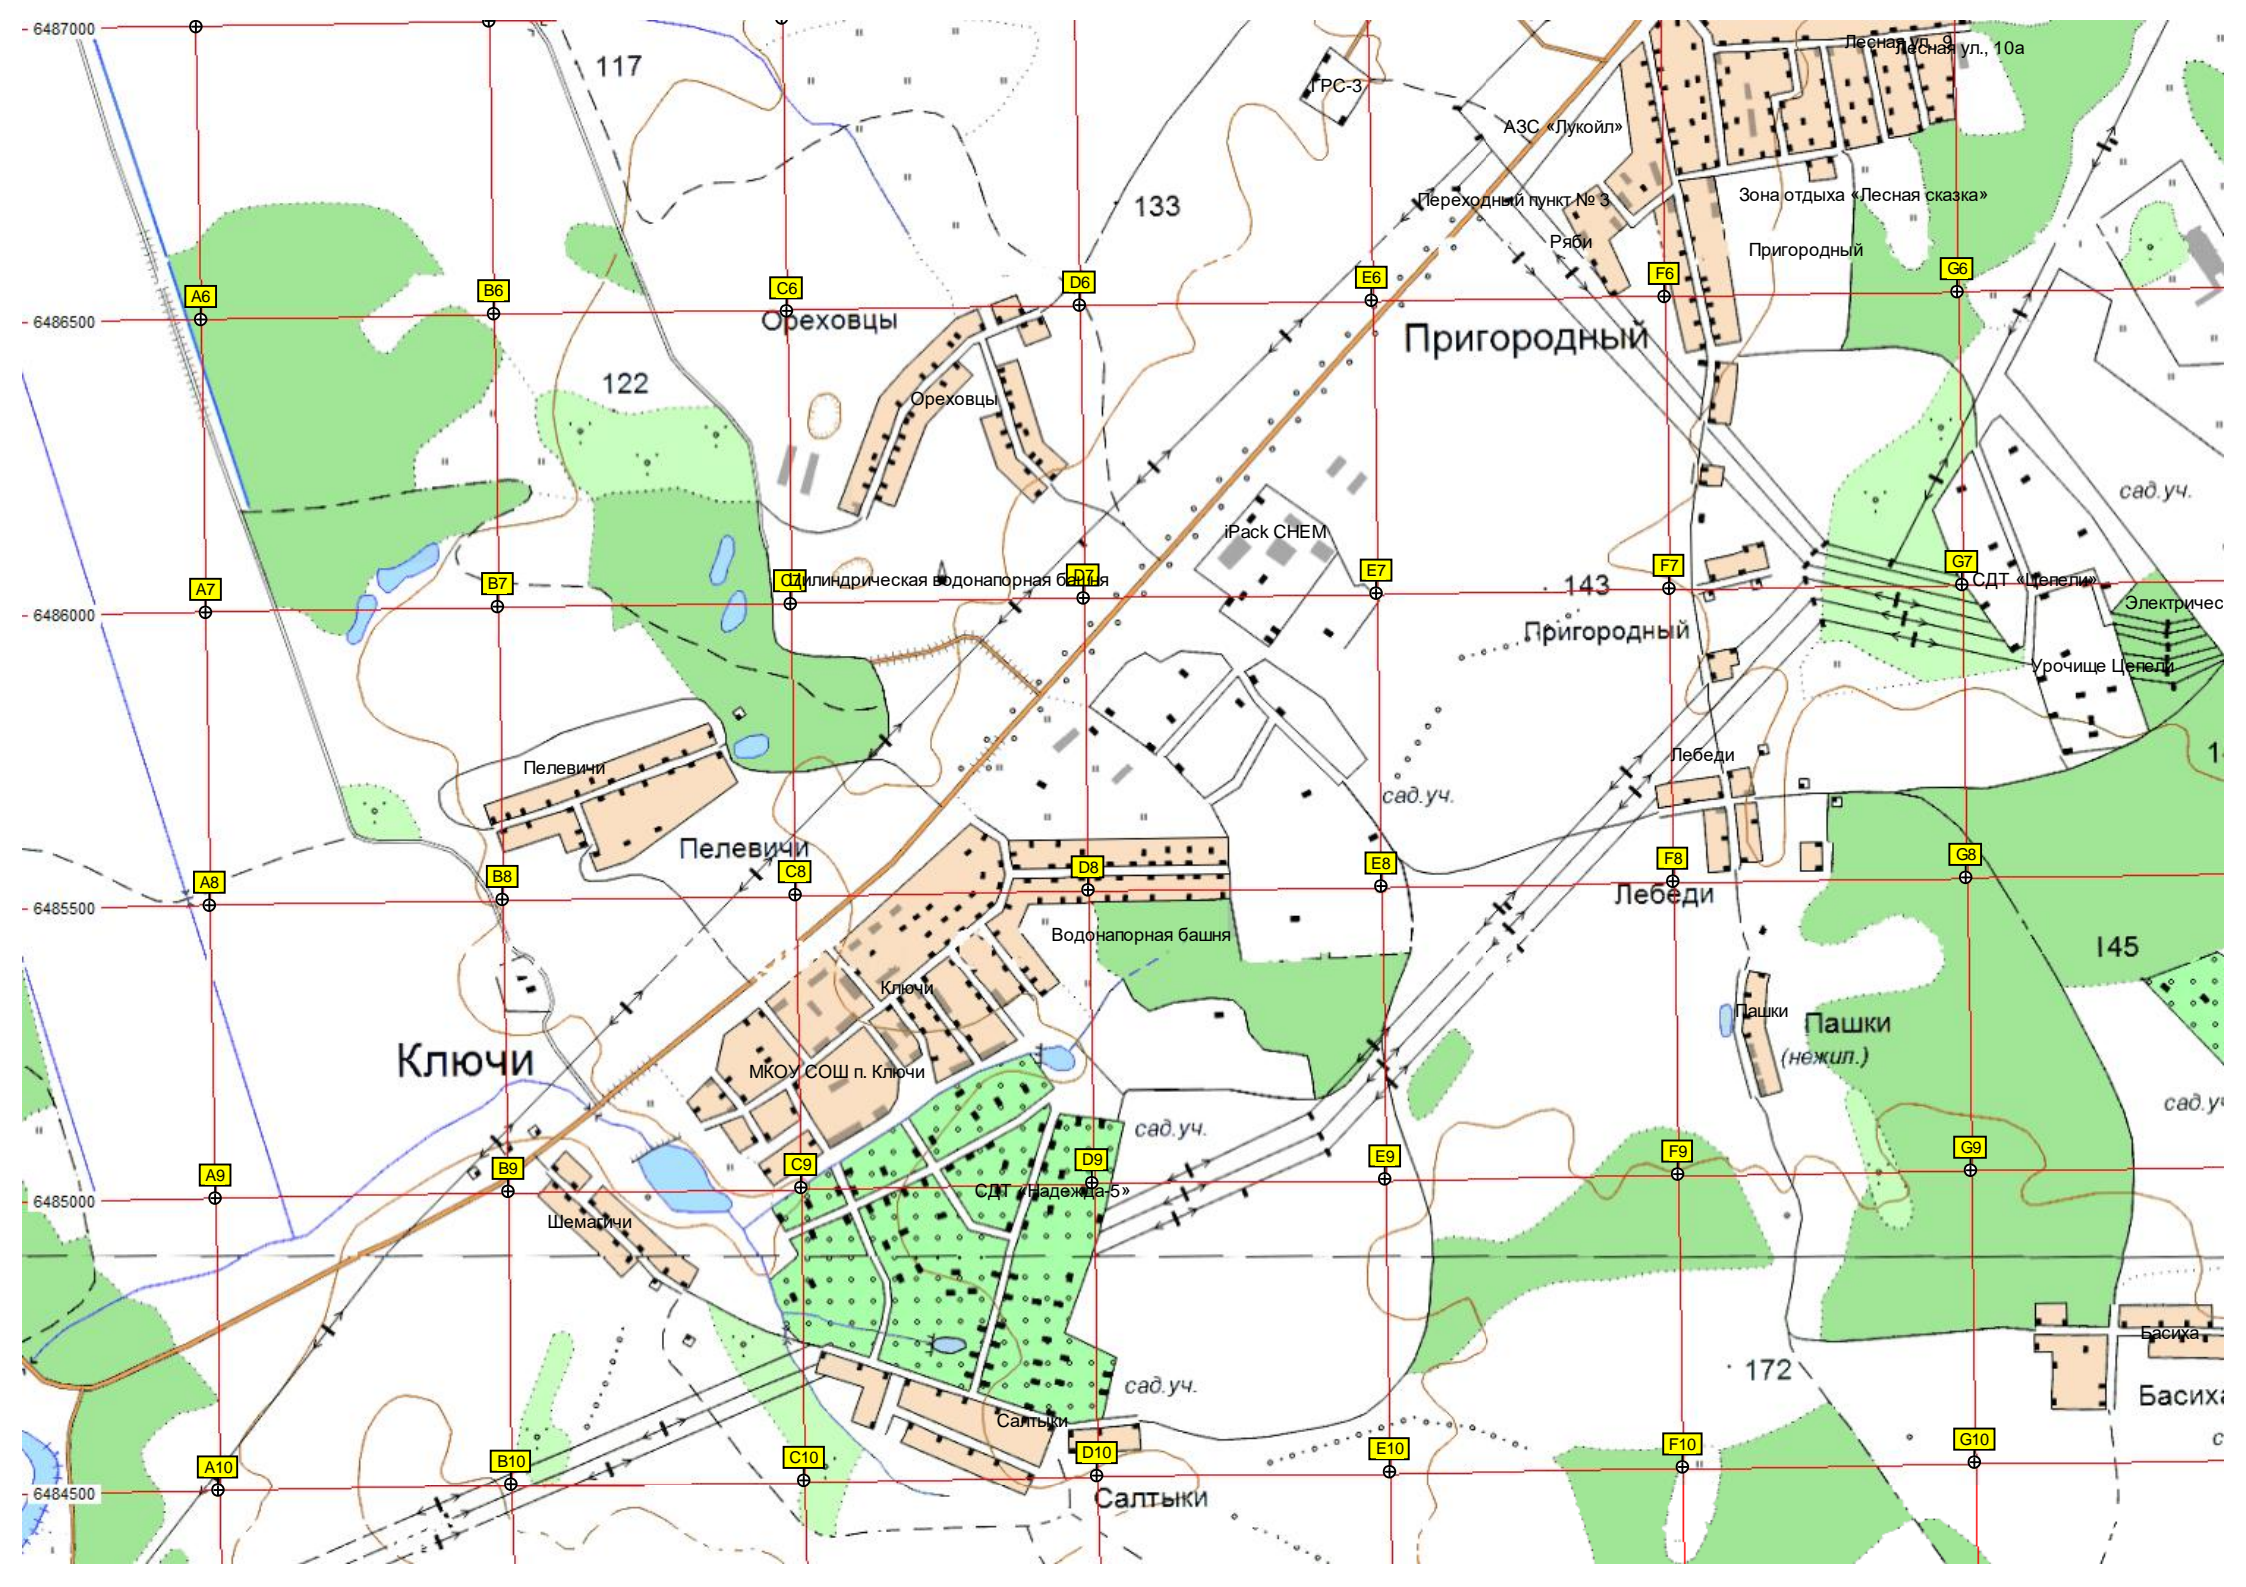 6487000
117
Лесная ул., 9
Лесная ул., 10а
ГРС-3
АЗС «Лукойл»
133
Переходный пункт № 3
Зона отдыха «Лесная сказка»
Ряби
Пригородный
A6
B6
C6
D6
E6
F6
G6
6486500
Ореховцы
Пригородный
122
Ореховцы
сад.уч.
iPack CHEM
A7
B7
C7
Цилиндрическая водонапорная башня
D7
E7
143
F7
G7
СДТ «Цепели»
6486000
Электричес
Пригородный
Урочище Цепели
Пелевичи
Лебеди
14
сад.уч.
Пелевичи
A8
B8
C8
D8
E8
F8
G8
6485500
Лебеди
Водонапорная башня
145
Ключи
Пашки
Пашки
(нежил.)
Ключи
МКОУ СОШ п. Ключи
сад.уч
сад.уч.
A9
B9
C9
D9
E9
F9
G9
6485000
СДТ «Надежда-5»
Шемагичи
Басиха
172
сад.уч.
Басиха
Салтыки
A10
B10
C10
D10
E10
F10
G10
с
6484500
Салтыки